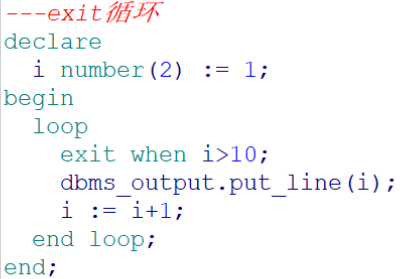 ---exit循环
declare
  i number(2) := 1;
begin
  loop
    exit when i>10;
    dbms_output.put_line(i);
    i := i+1;
  end loop;
end;